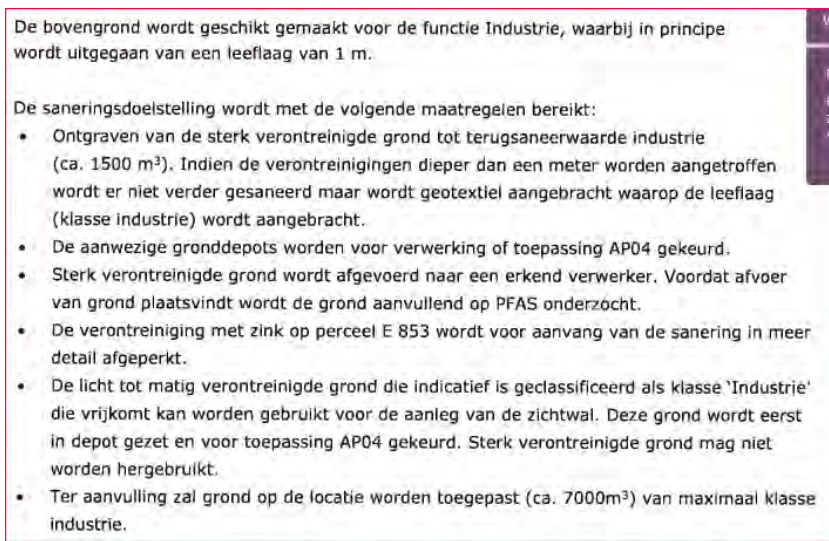 De bovengrond wordt geschikt gemaakt voor de functie Industrie, waarbij in principe
wordt uitgegaan van een leeflaag van 1 m.
De saneringsdoelstelling wordt met de volgende maatregelen bereikt:
• Ontgraven van de sterk verontreinigde grond tot terugsaneerwaarde industrie
(ca. 1500 m³). Indien de verontreinigingen dieper dan een meter worden aangetroffen
wordt er niet verder gesaneerd maar wordt geotextiel aangebracht waarop de leeflaag
(klasse industrie) wordt aangebracht.
• De aanwezige gronddepots worden voor verwerking of toepassing AP04 gekeurd.
• Sterk verontreinigde grond wordt afgevoerd naar een erkend verwerker. Voordat afvoer
van grond plaatsvindt wordt de grond aanvullend op PFAS onderzocht.
• De verontreiniging met zink op perceel E 853 wordt voor aanvang van de sanering in meer
detail afgeperkt.
• De licht tot matig verontreinigde grond die indicatief is geclassificeerd als klasse 'Industrie'
die vrijkomt kan worden gebruikt voor de aanleg van de zichtwal. Deze grond wordt eerst
in depot gezet en voor toepassing AP04 gekeurd. Sterk verontreinigde grond mag niet
worden hergebruikt.
• Ter aanvulling zal grond op de locatie worden toegepast (ca. 7000m³) van maximaal klasse
industrie.